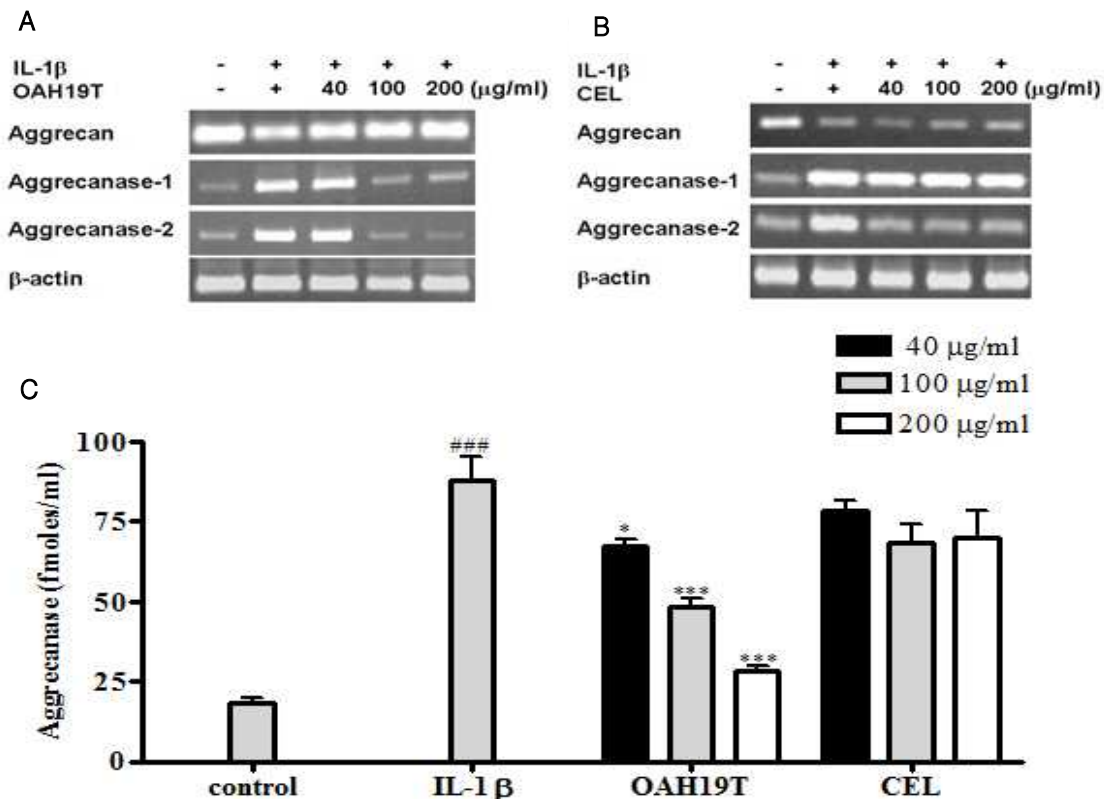 A
IL-1β - + + + +
OAH19T - + 40 100 200 (μg/ml)
Aggrecan
Aggrecanase-1
Aggrecanase-2
β-actin
B
IL-1β - + + + +
CEL - + 40 100 200 (μg/ml)
Aggrecan
Aggrecanase-1
Aggrecanase-2
β-actin
40 μg/ml
100 μg/ml
200 μg/ml
C
Aggrecanase (fmoles/ml)
100
75
50
25
0
###
*
***
***
control IL-1β OAH19T CEL